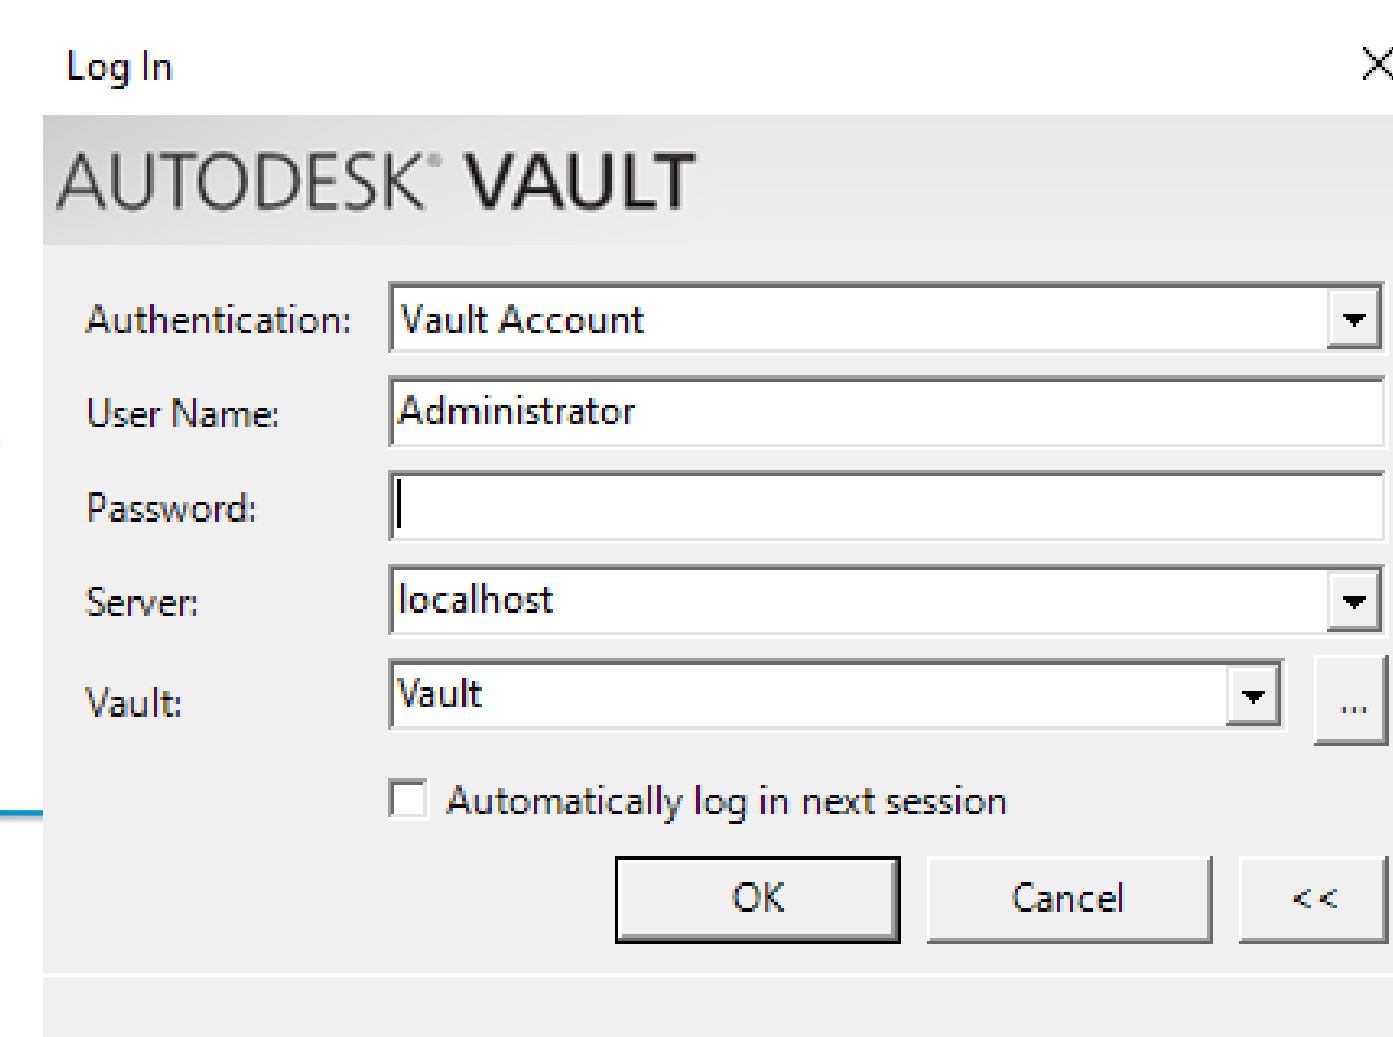 Log In
AUTODESK® VAULT
Authentication: Vault Account
User Name: Administrator
Password:
Server: localhost
Vault: Vault ...
Automatically log in next session
OK Cancel <<